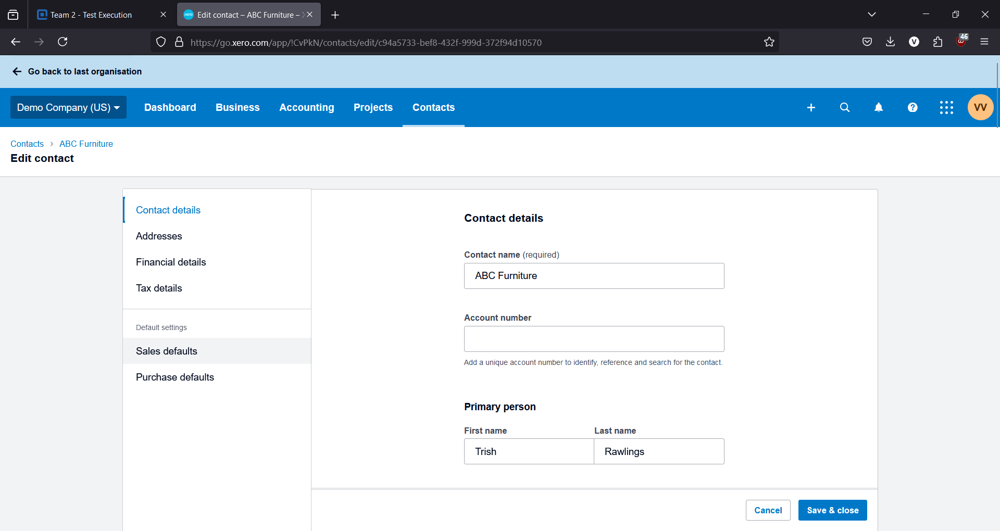 Team 2 - Test Execution
Edit contact – ABC Furniture –
https://go.xero.com/app/!CvPkN/contacts/edit/c94a5733-bef8-432f-999d-372f94d10570
V
46
Go back to last organisation
Demo Company (US)
Dashboard
Business
Accounting
Projects
Contacts
VV
Contacts
ABC Furniture
Edit contact
Contact details
Addresses
Financial details
Tax details
Default settings
Sales defaults
Purchase defaults
Contact details
Contact name (required)
ABC Furniture
Account number
Add a unique account number to identify, reference and search for the contact.
Primary person
First name
Last name
Trish
Rawlings
Cancel
Save & close